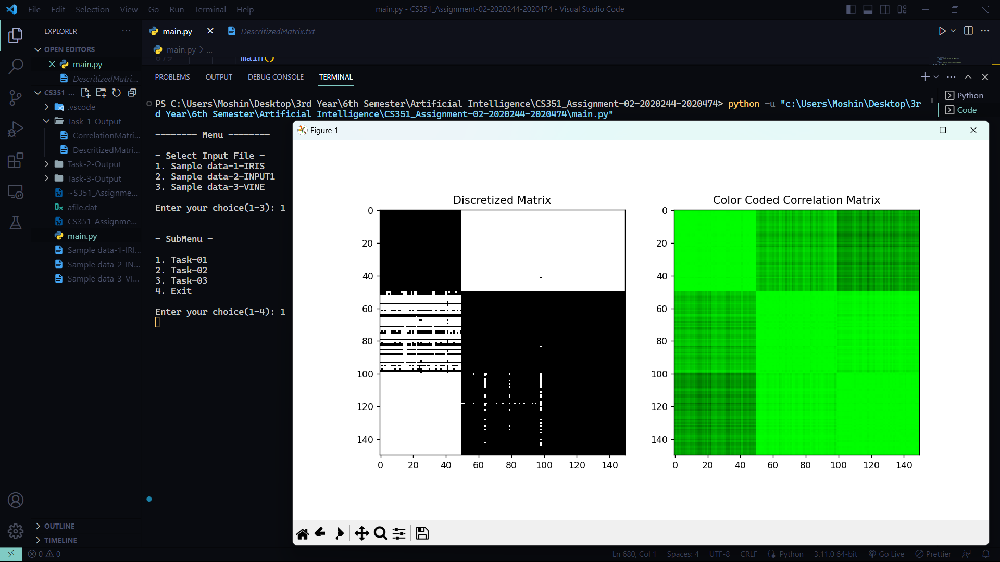 File Edit Selection View Go Run Terminal Help
main.py - CS351_Assignment-02-2020244-2020474 - Visual Studio Code
EXPLORER
OPEN EDITORS
main.py
DescritizedMatri...
CS351_...
.vscode
Task-1-Output
CorrelationMatri...
DescritizedMatri...
Task-2-Output
Task-3-Output
~$351_Assignme...
afile.dat
CS351_Assignme...
main.py
Sample data-1-IRI...
Sample data-2-IN...
Sample data-3-VI...
OUTLINE
TIMELINE
main.py
DescritizedMatrix.txt
main.py > ...
679 main()
PROBLEMS OUTPUT DEBUG CONSOLE TERMINAL
Python
Code
PS C:\Users\Moshin\Desktop\3rd Year\6th Semester\Artificial Intelligence\CS351_Assignment-02-2020244-2020474> python -u "c:\Users\Moshin\Desktop\3r
d Year\6th Semester\Artificial Intelligence\CS351_Assignment-02-2020244-2020474\main.py"
-------- Menu --------
- Select Input File -
1. Sample data-1-IRIS
2. Sample data-2-INPUT1
3. Sample data-3-VINE
Enter your choice(1-3): 1
- SubMenu -
1. Task-01
2. Task-02
3. Task-03
4. Exit
Enter your choice(1-4): 1
Figure 1
Discretized Matrix
0
20
40
60
80
100
120
140
0 20 40 60 80 100 120 140
Color Coded Correlation Matrix
0
20
40
60
80
100
120
140
0 20 40 60 80 100 120 140
0 0
Ln 680, Col 1 Spaces: 4 UTF-8 CRLF Python 3.11.0 64-bit Go Live Prettier